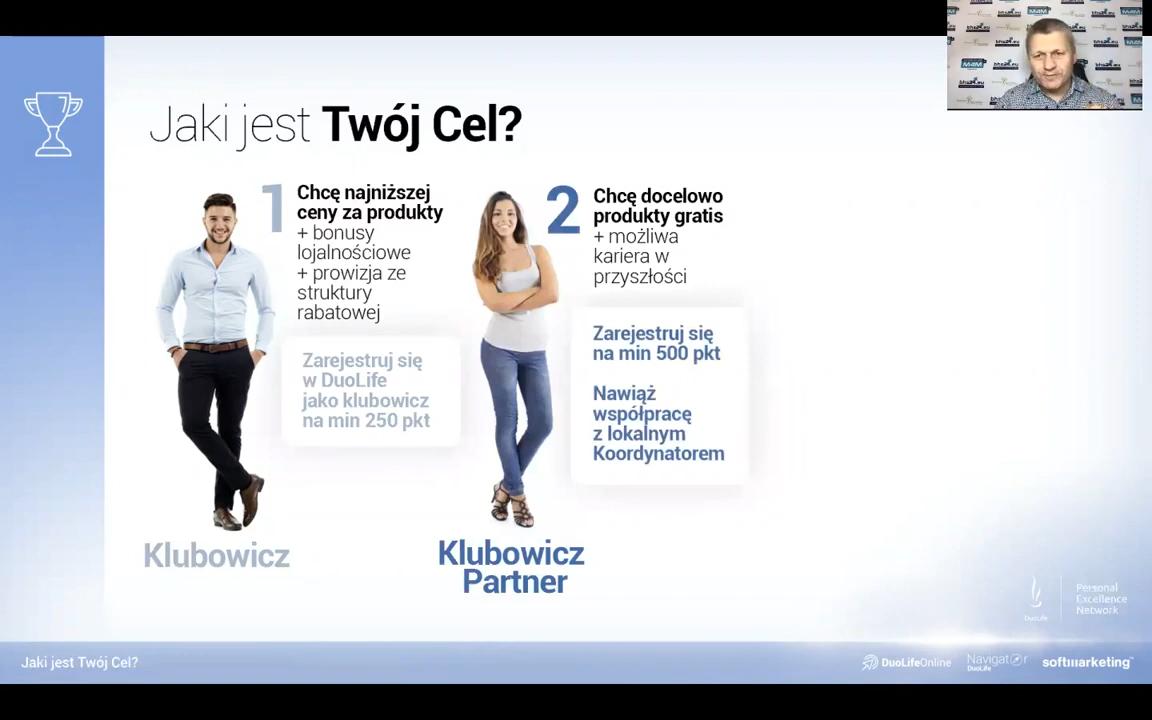 Jaki jest Twój Cel?
1
Chcę najniższej
ceny za produkty
+ bonusy
lojalnościowe
+ prowizja ze
struktury
rabatowej
Zarejestruj się
w DuoLife
jako klubowicz
na min 250 pkt
Klubowicz
2
Chcę docelowo
produkty gratis
+ możliwa
kariera w
przyszłości
Zarejestruj się
na min 500 pkt
Nawiąż
współpracę
z lokalnym
Koordynatorem
Klubowicz
Partner
DuoLife
Personal
Excellence
Network
Jaki jest Twój Cel?
DuoLifeOnline
Navigator
DuoLife
softmarketing
M4M
bhs24.eu